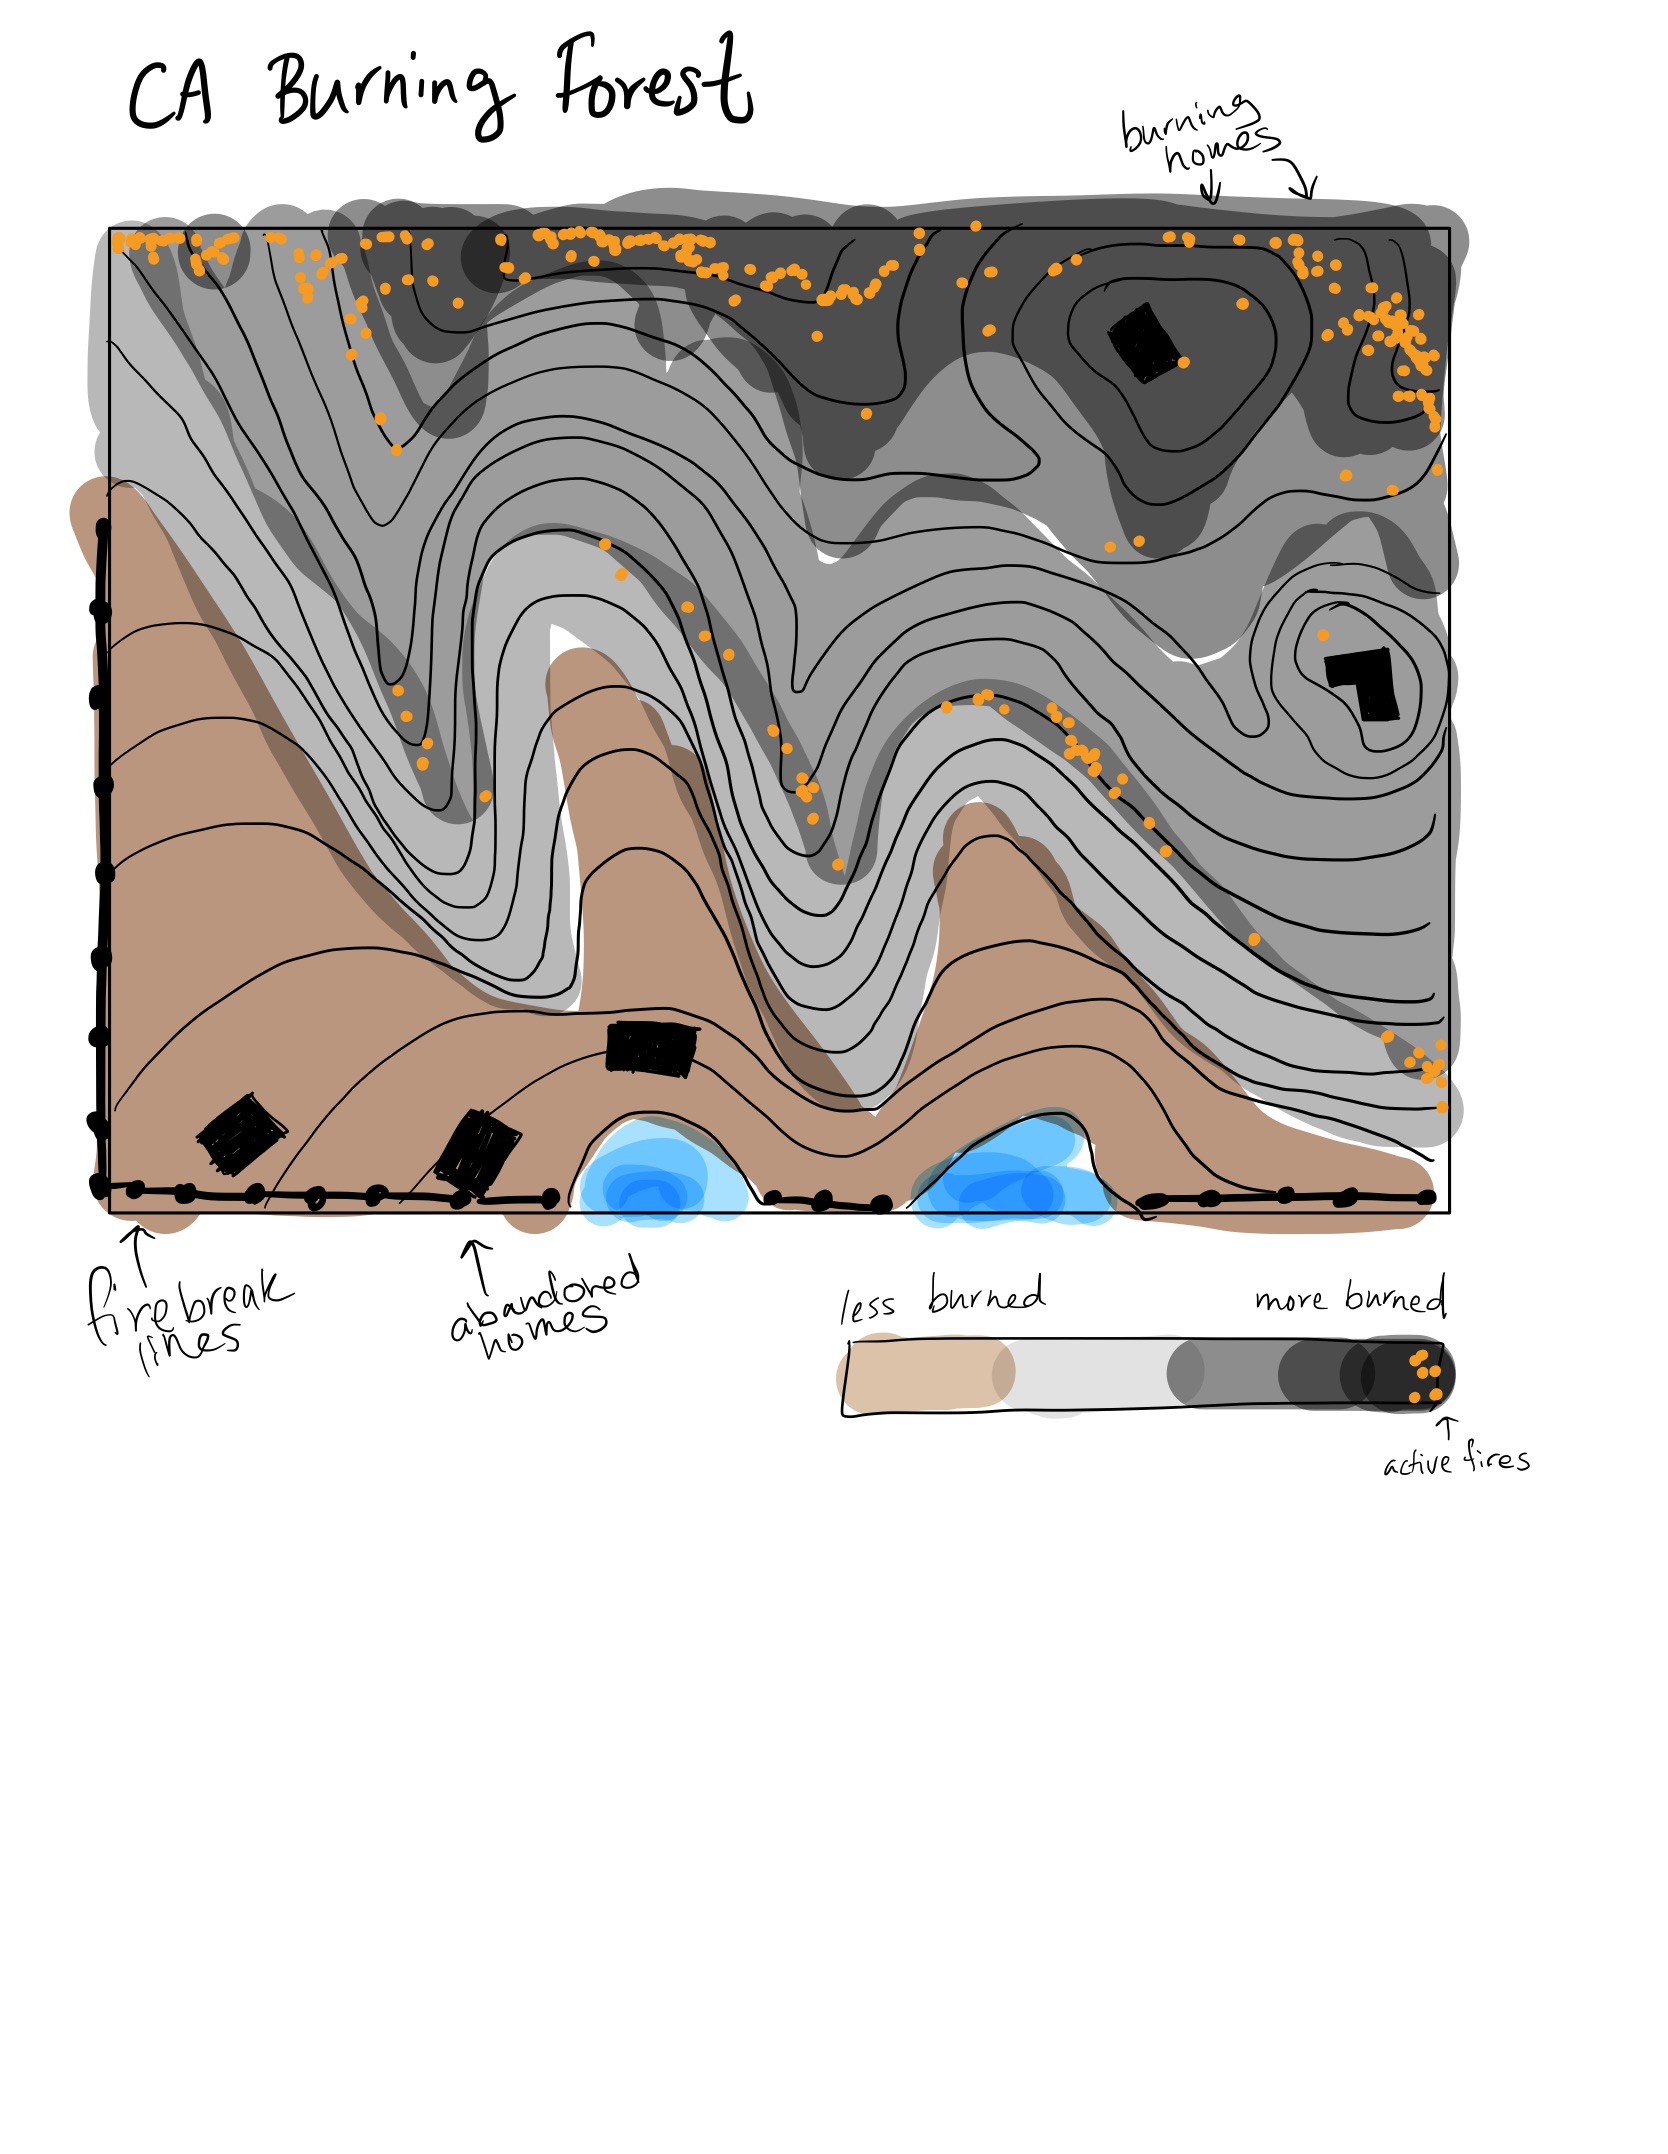 CA Burning Forest
burning
homes
firebreak
lines
abandoned
homes
less burned
more burned
active fires